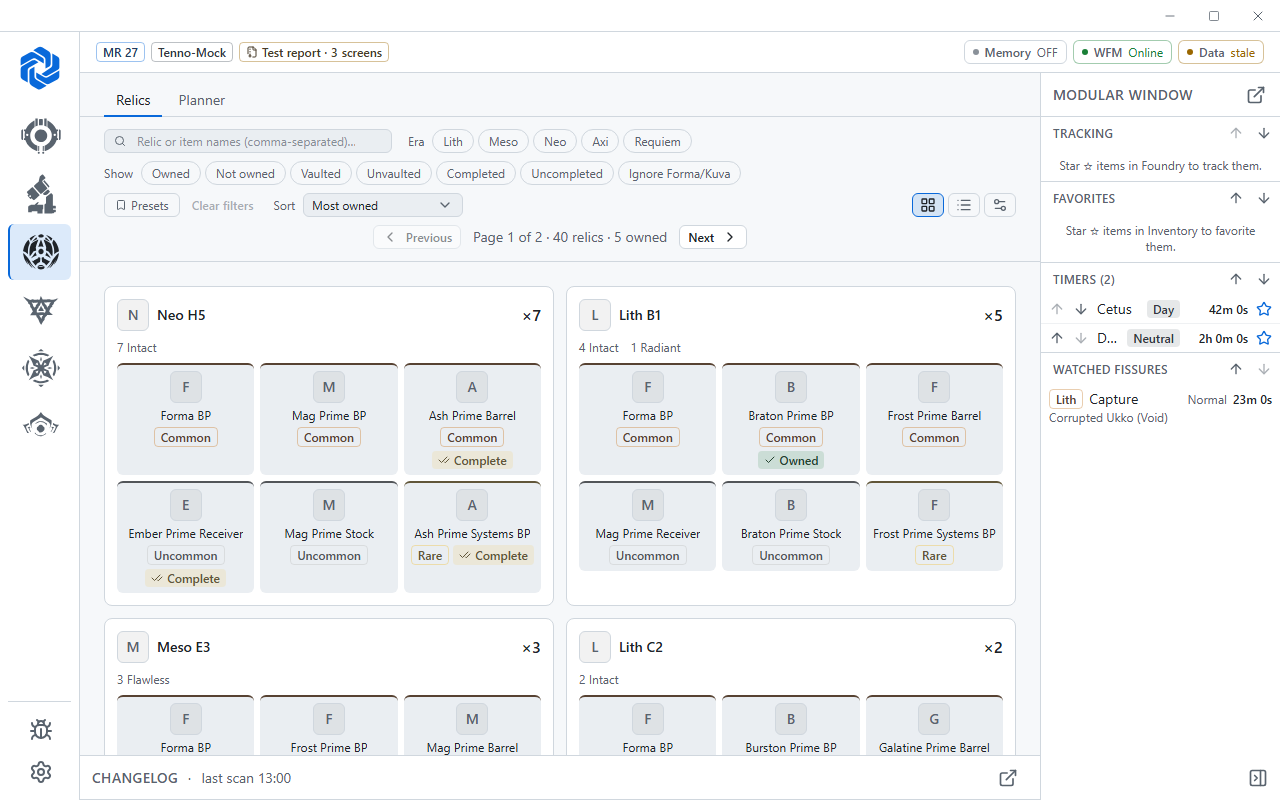 MR 27 Tenno-Mock Test report · 3 screens Memory OFF WFM Online Data stale
Relics Planner
Relic or item names (comma-separated)... Era Lith Meso Neo Axi Requiem
Show Owned Not owned Vaulted Unvaulted Completed Uncompleted Ignore Forma/Kuva
Presets Clear filters Sort Most owned
Previous Page 1 of 2 · 40 relics · 5 owned Next
N Neo H5 ×7
7 Intact
F M A
Forma BP Mag Prime BP Ash Prime Barrel
Common Common Common
Complete
E M A
Ember Prime Receiver Mag Prime Stock Ash Prime Systems BP
Uncommon Uncommon Rare Complete
Complete
L Lith B1 ×5
4 Intact 1 Radiant
F B F
Forma BP Braton Prime BP Frost Prime Barrel
Common Common Common
Owned
M B F
Mag Prime Receiver Braton Prime Stock Frost Prime Systems BP
Uncommon Uncommon Rare
M Meso E3 ×3
3 Flawless
F F M
Forma BP Frost Prime BP Mag Prime Barrel
L Lith C2 ×2
2 Intact
F B G
Forma BP Burston Prime BP Galatine Prime Barrel
CHANGELOG · last scan 13:00
MODULAR WINDOW
TRACKING
Star ☆ items in Foundry to track them.
FAVORITES
Star ☆ items in Inventory to favorite
them.
TIMERS (2)
Cetus Day 42m 0s
D... Neutral 2h 0m 0s
WATCHED FISSURES
Lith Capture Normal 23m 0s
Corrupted Ukko (Void)